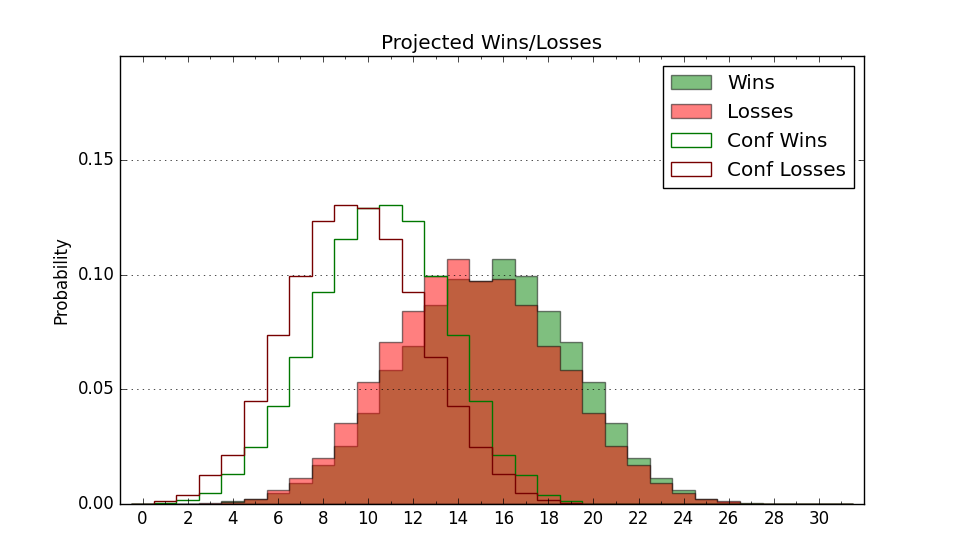 Projected Wins/Losses
Wins
Losses
Conf Wins
Conf Losses
Probability
0.15
0.10
0.05
0.00
0 2 4 6 8 10 12 14 16 18 20 22 24 26 28 30